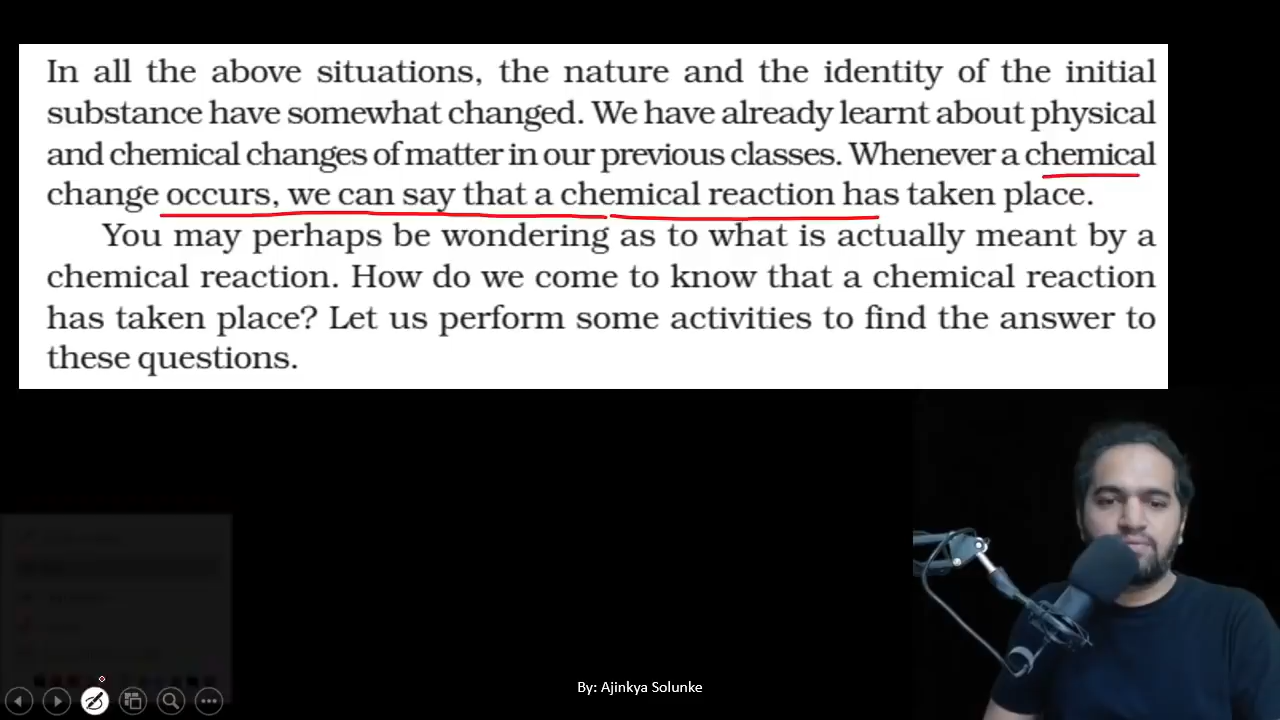 In all the above situations, the nature and the identity of the initial
substance have somewhat changed. We have already learnt about physical
and chemical changes of matter in our previous classes. Whenever a chemical
change occurs, we can say that a chemical reaction has taken place.
You may perhaps be wondering as to what is actually meant by a
chemical reaction. How do we come to know that a chemical reaction
has taken place? Let us perform some activities to find the answer to
these questions.
By: Ajinkya Solunke